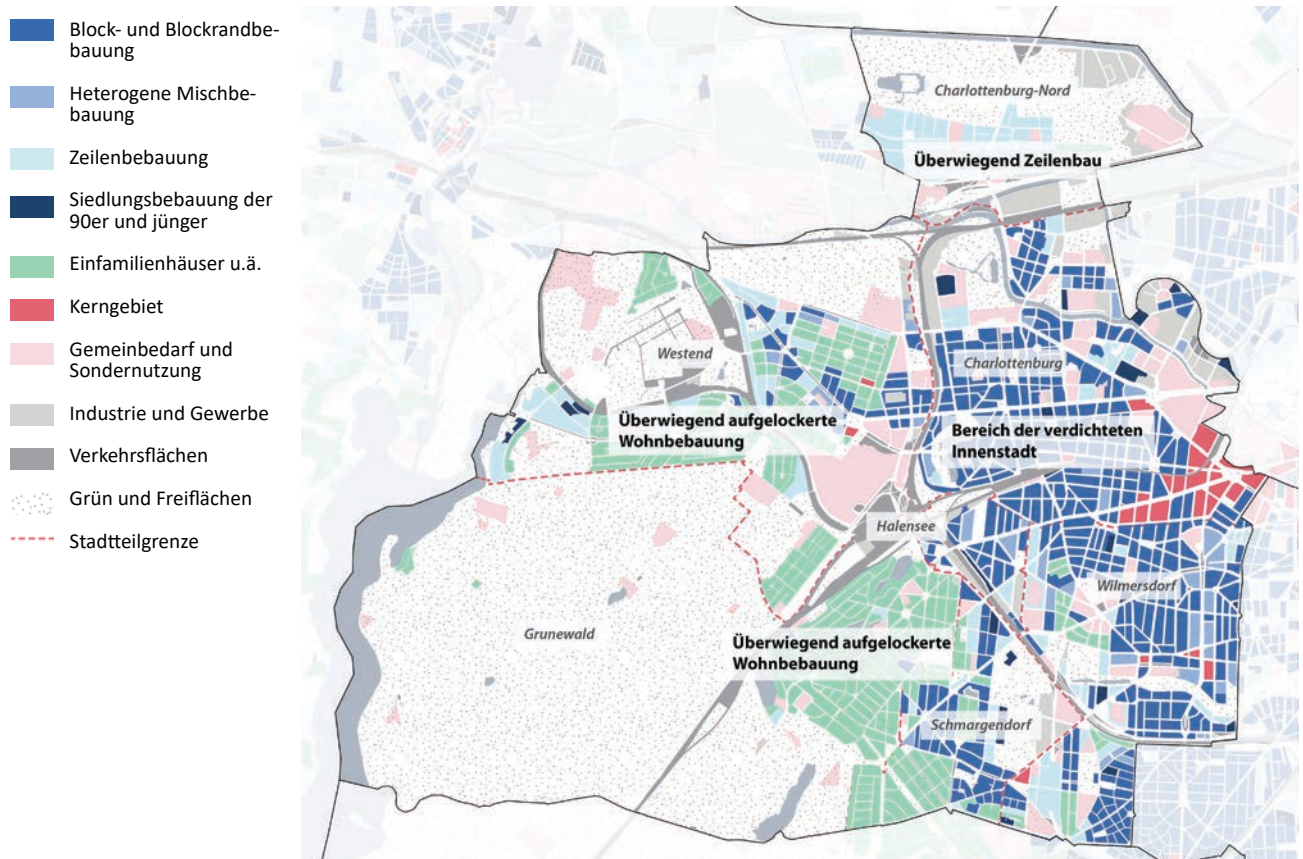 Block- und Blockrandbe-
bauung
Heterogene Mischbe-
bauung
Zeilenbebauung
Siedlungsbebauung der
90er und jünger
Einfamilienhäuser u.ä.
Kerngebiet
Gemeinbedarf und
Sondernutzung
Industrie und Gewerbe
Verkehrsflächen
Grün und Freiflächen
Stadtteilgrenze
Charlottenburg-Nord
Überwiegend Zeilenbau
Westend
Charlottenburg
Überwiegend aufgelockerte
Wohnbebauung
Bereich der verdichteten
Innenstadt
Halensee
Wilmersdorf
Grunewald
Überwiegend aufgelockerte
Wohnbebauung
Schmargendorf